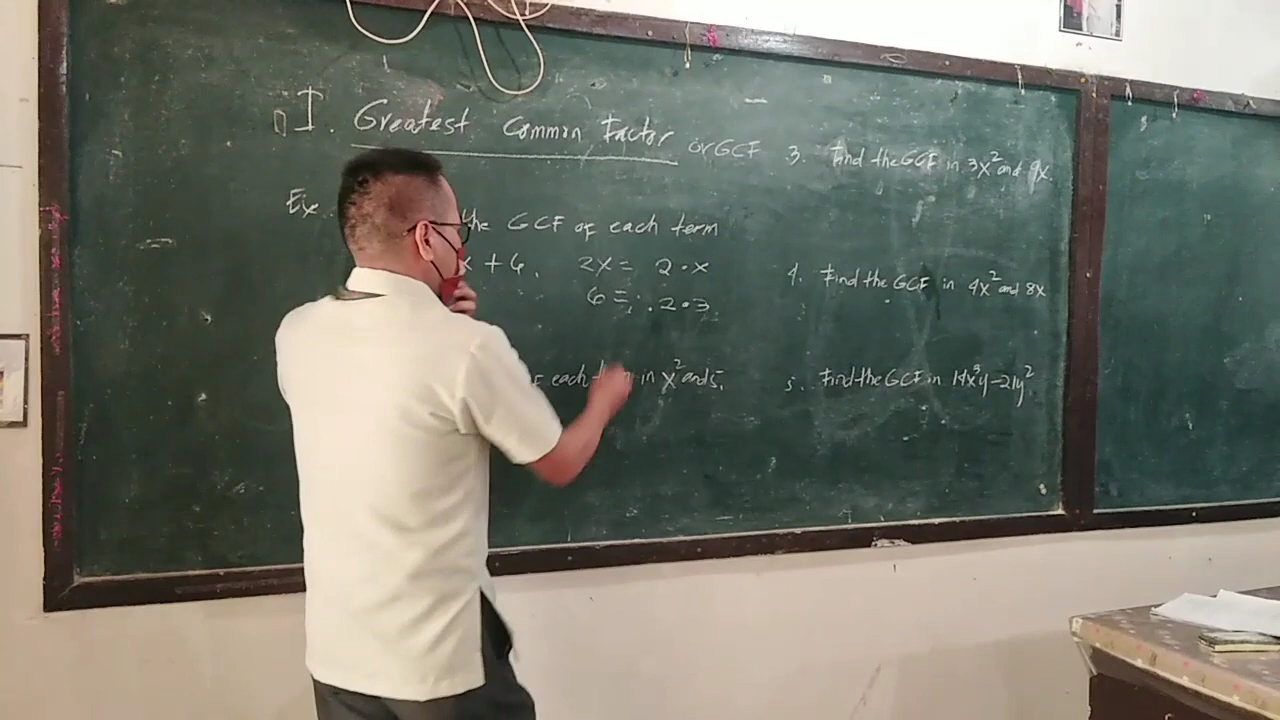 I. Greatest Common Factor or GCF
Ex. the GCF of each term
x + 6. 2x = 2·x
6 = 2·3
each term in x² and 5.
3. Find the GCF in 3x² and 9x.
4. Find the GCF in 4x² and 8x
5. Find the GCF in 14x³y - 21y²